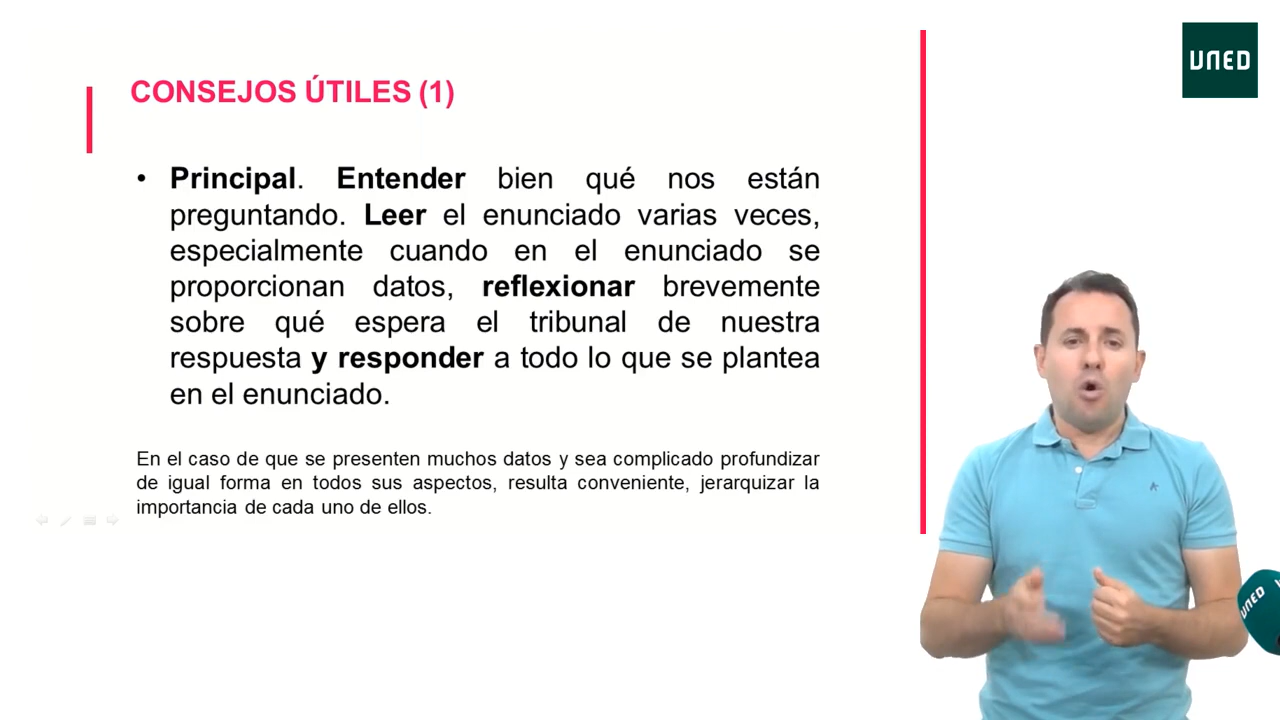 UNED
CONSEJOS ÚTILES (1)
• Principal. Entender bien qué nos están
preguntando. Leer el enunciado varias veces,
especialmente cuando en el enunciado se
proporcionan datos, reflexionar brevemente
sobre qué espera el tribunal de nuestra
respuesta y responder a todo lo que se plantea
en el enunciado.
En el caso de que se presenten muchos datos y sea complicado profundizar
de igual forma en todos sus aspectos, resulta conveniente, jerarquizar la
importancia de cada uno de ellos.
UNED